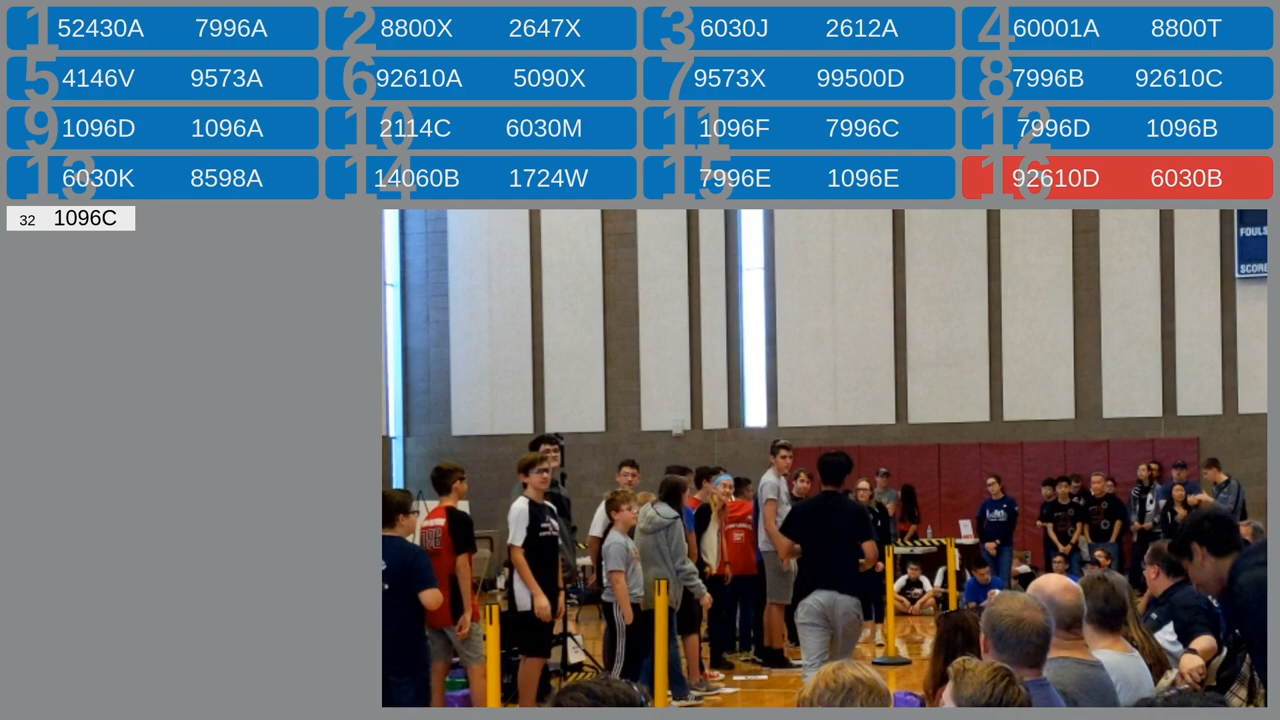 1 52430A 7996A 2 8800X 2647X 3 6030J 2612A 4 60001A 8800T
5 4146V 9573A 6 92610A 5090X 7 9573X 99500D 8 7996B 92610C
9 1096D 1096A 10 2114C 6030M 11 1096F 7996C 12 7996D 1096B
13 6030K 8598A 14 14060B 1724W 15 7996E 1096E 16 92610D 6030B
32 1096C
FOULS
SCORE